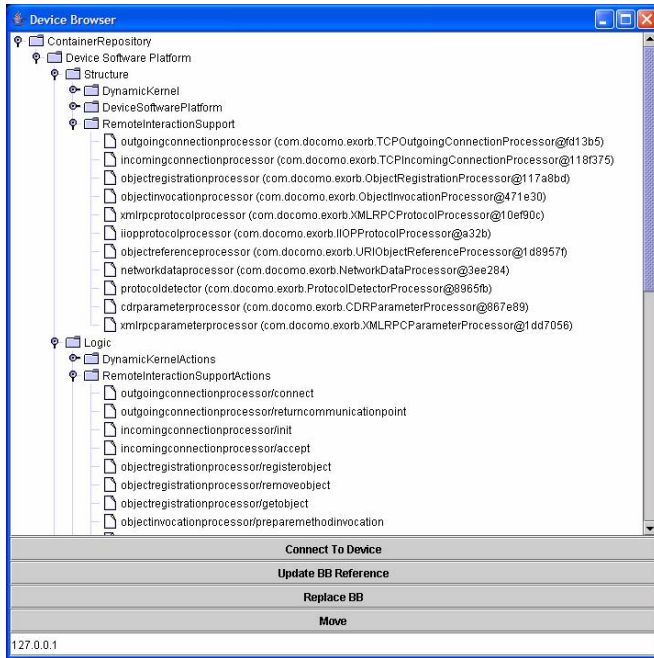 Device Browser
ContainerRepository
Device Software Platform
Structure
DynamicKernel
DeviceSoftwarePlatform
RemoteInteractionSupport
outgoingconnectionprocessor (com.docomo.exorb.TCPOutgoingConnectionProcessor@fd13b5)
incomingconnectionprocessor (com.docomo.exorb.TCPIncomingConnectionProcessor@118f375)
objectregistrationprocessor (com.docomo.exorb.ObjectRegistrationProcessor@117a8bd)
objectinvocationprocessor (com.docomo.exorb.ObjectInvocationProcessor@471e30)
xmlrpcprotocolprocessor (com.docomo.exorb.XMLRPCProtocolProcessor@10ef90c)
iiopprotocolprocessor (com.docomo.exorb.IIOPProtocolProcessor@a32b)
objectreferenceprocessor (com.docomo.exorb.URIObjectReferenceProcessor@1d8957f)
networkdataprocessor (com.docomo.exorb.NetworkDataProcessor@3ee284)
protocoldetector (com.docomo.exorb.ProtocolDetectorProcessor@8965fb)
cdrparameterprocessor (com.docomo.exorb.CDRParameterProcessor@867e89)
xmlrpcparameterprocessor (com.docomo.exorb.XMLRPCParameterProcessor@1dd7056)
Logic
DynamicKernelActions
RemoteInteractionSupportActions
outgoingconnectionprocessor/connect
outgoingconnectionprocessor/returncommunicationpoint
incomingconnectionprocessor/init
incomingconnectionprocessor/accept
objectregistrationprocessor/registerobject
objectregistrationprocessor/removeobject
objectregistrationprocessor/getobject
objectinvocationprocessor/preparemethodinvocation
Connect To Device
Update BB Reference
Replace BB
Move
127.0.0.1